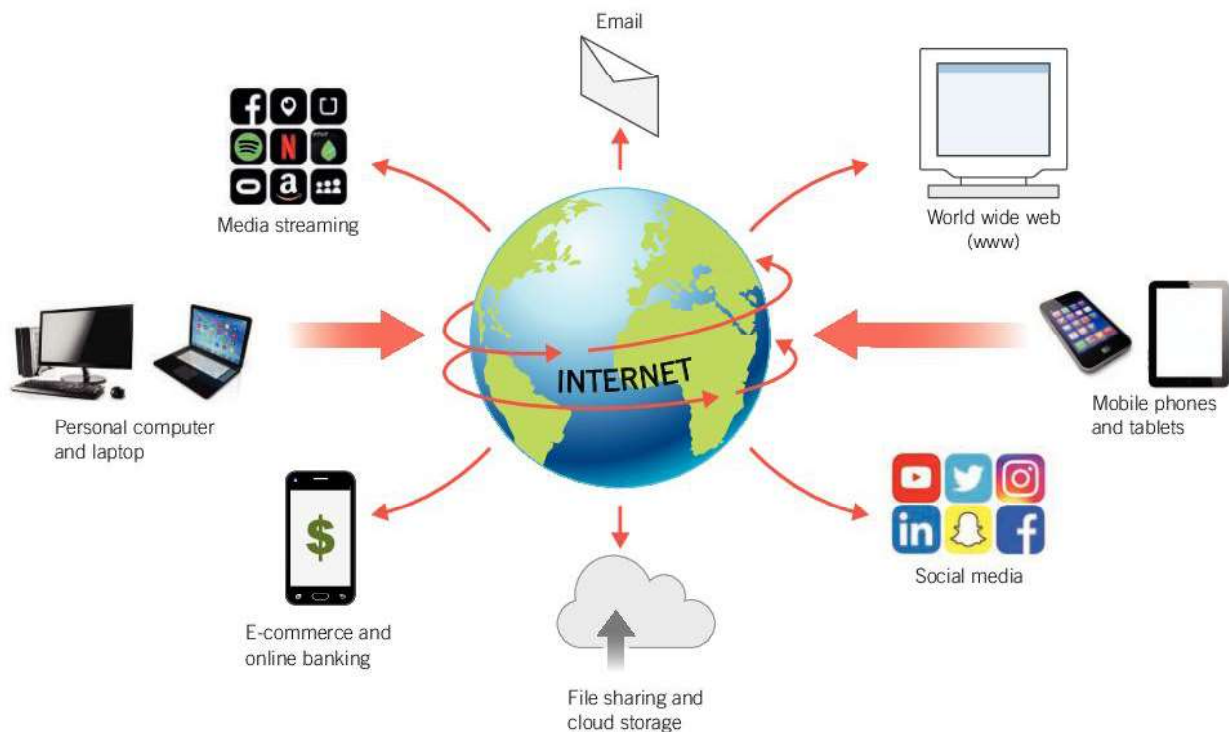 Email
Media streaming
World wide web
(www)
INTERNET
Personal computer
and laptop
Mobile phones
and tablets
$
E-commerce and
online banking
in
Social media
File sharing and
cloud storage